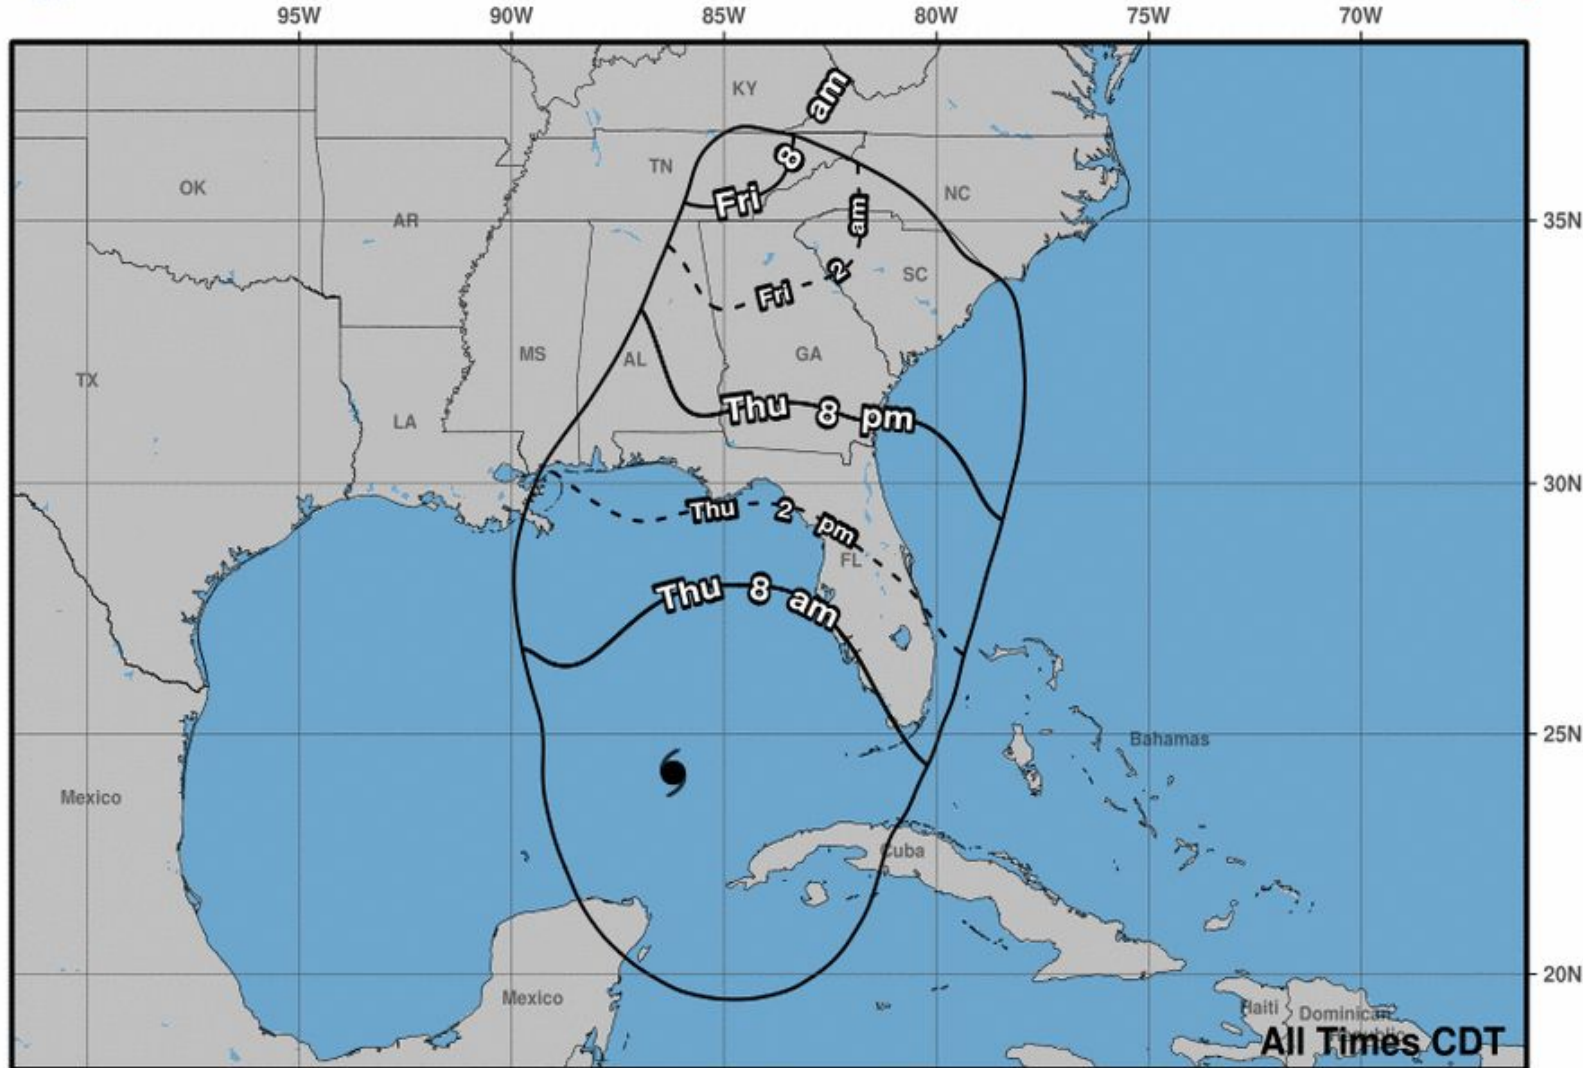 95W 90W 85W 80W 75W 70W
KY
am
8
TN
OK
Fri
NC
am
AR
35N
2
SC
Fri
MS
AL
GA
TX
Thu 8 pm
LA
30N
Thu 2 pm
FL
Thu 8 am
25N
Bahamas
Mexico
Cuba
20N
Mexico
Haiti
Dominican
Republic
All Times CDT